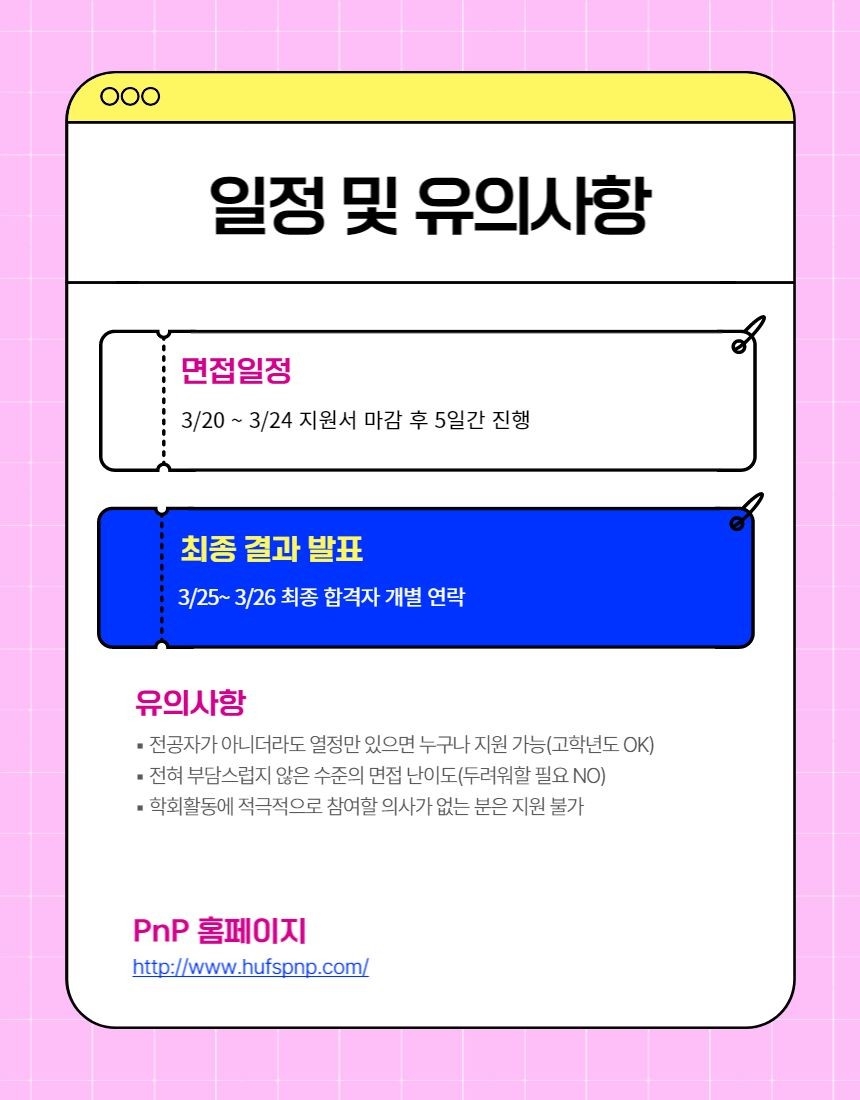 일정 및 유의사항
면접일정
3/20 ~ 3/24 지원서 마감 후 5일간 진행
최종 결과 발표
3/25~ 3/26 최종 합격자 개별 연락
유의사항
▪ 전공자가 아니더라도 열정만 있으면 누구나 지원 가능(고학년도 OK)
▪ 전혀 부담스럽지 않은 수준의 면접 난이도(두려워할 필요 NO)
▪ 학회활동에 적극적으로 참여할 의사가 없는 분은 지원 불가
PnP 홈페이지
http://www.hufspnp.com/